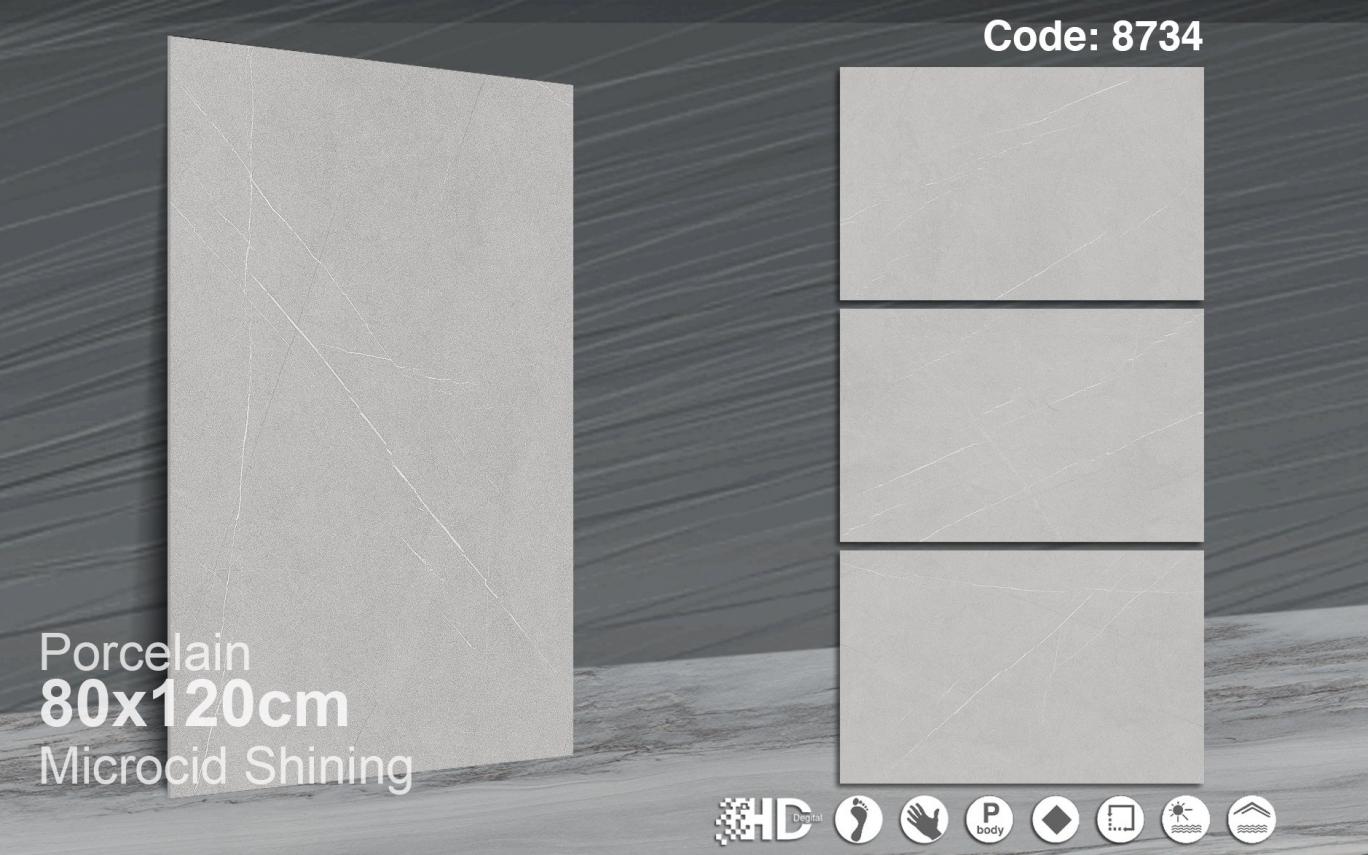 Code: 8734
Porcelain
80x120cm
Microcid Shining
HD Degital
P
body